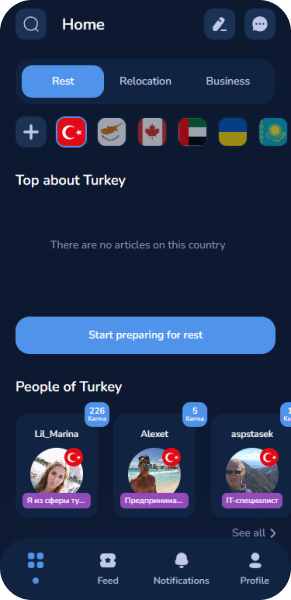 Home
Rest
Relocation
Business
Top about Turkey
There are no articles on this country
Start preparing for rest
People of Turkey
226
Karma
5
Karma
Lil_Marina
Alexet
aspstasek
Я из сферы ту...
Предпринима...
IT-специалист
See all
Feed
Notifications
Profile